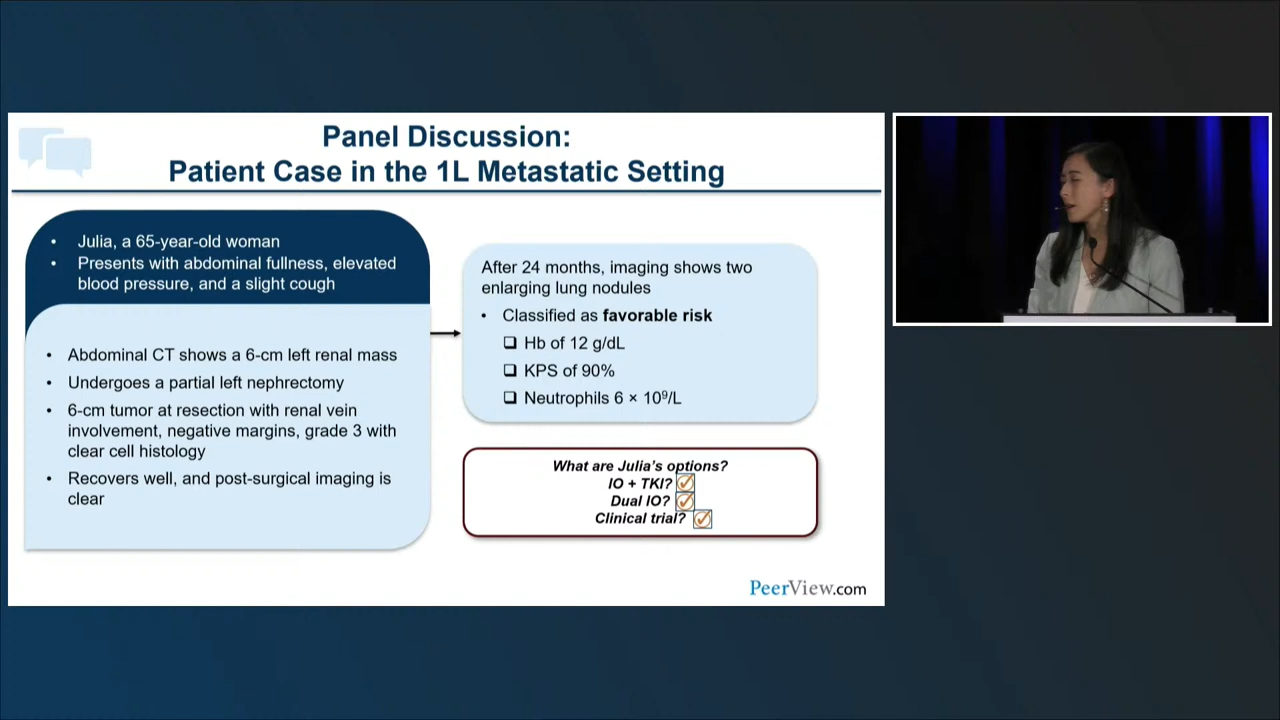 Panel Discussion:
Patient Case in the 1L Metastatic Setting
• Julia, a 65-year-old woman
• Presents with abdominal fullness, elevated
blood pressure, and a slight cough
• Abdominal CT shows a 6-cm left renal mass
• Undergoes a partial left nephrectomy
• 6-cm tumor at resection with renal vein
involvement, negative margins, grade 3 with
clear cell histology
• Recovers well, and post-surgical imaging is
clear
After 24 months, imaging shows two
enlarging lung nodules
• Classified as favorable risk
❑ Hb of 12 g/dL
❑ KPS of 90%
❑ Neutrophils 6 × 10⁹/L
What are Julia's options?
IO + TKI? ☑
Dual IO? ☑
Clinical trial? ☑
PeerView.com